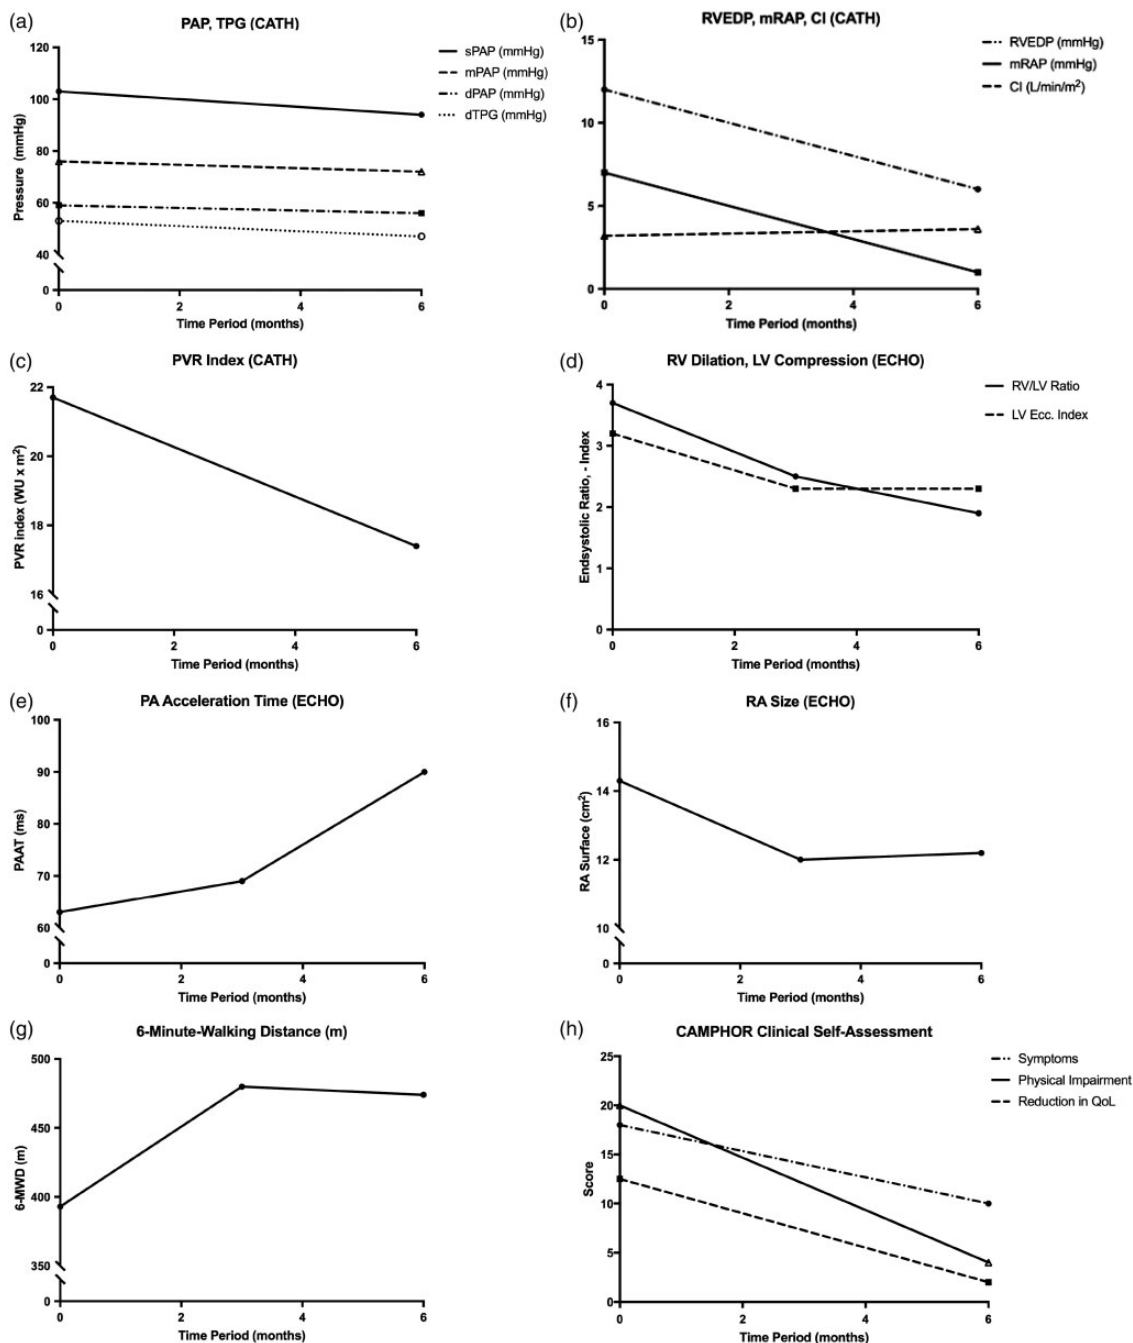 (a)
PAP, TPG (CATH)
sPAP (mmHg)
mPAP (mmHg)
dPAP (mmHg)
dTPG (mmHg)
Pressure (mmHg)
120
100
80
60
40
0
0 2 4 6
Time Period (months)
(b)
RVEDP, mRAP, CI (CATH)
RVEDP (mmHg)
mRAP (mmHg)
CI (L/min/m²)
15
10
5
0
0 2 4 6
Time Period (months)
(c)
PVR Index (CATH)
PVR index (WU x m²)
22
20
18
16
0
0 2 4 6
Time Period (months)
(d)
RV Dilation, LV Compression (ECHO)
RV/LV Ratio
LV Ecc. Index
Endsystolic Ratio, - Index
4
3
2
1
0
0 2 4 6
Time Period (months)
(e)
PA Acceleration Time (ECHO)
PAAT (ms)
100
90
80
70
60
0
0 2 4 6
Time Period (months)
(f)
RA Size (ECHO)
RA Surface (cm²)
16
14
12
10
0
0 2 4 6
Time Period (months)
(g)
6-Minute-Walking Distance (m)
6-MWD (m)
500
450
400
350
0
0 2 4 6
Time Period (months)
(h)
CAMPHOR Clinical Self-Assessment
Symptoms
Physical Impairment
Reduction in QoL
Score
25
20
15
10
5
0
0 2 4 6
Time Period (months)